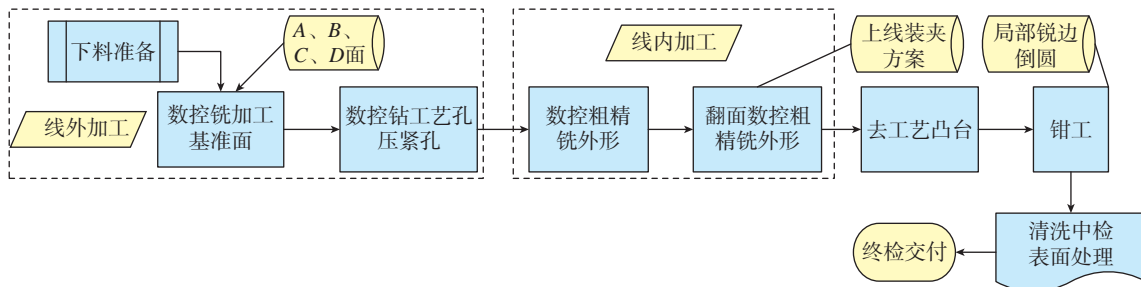 下料准备
A、B、
C、D面
线外加工
数控铣加工
基准面
数控钻工艺孔
压紧孔
线内加工
数控粗精
铣外形
翻面数控粗
精铣外形
上线装夹
方案
局部锐边
倒圆
去工艺凸台
钳工
清洗中检
表面处理
终检交付